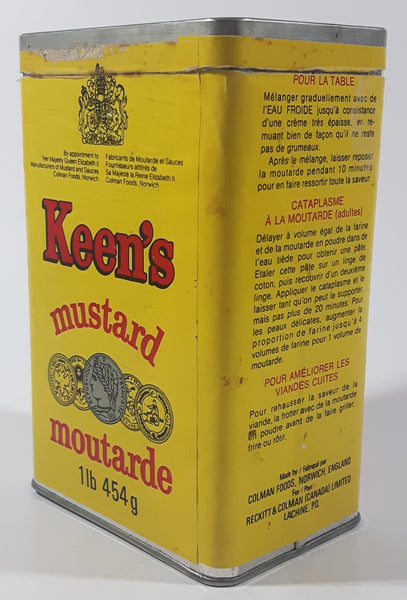 By appointment to
Her Majesty Queen Elizabeth II
Manufacturers of Mustard and Sauces
Colman Foods, Norwich
Fabricants de Moutarde et Sauces
Fournisseurs attitrés de
Sa Majesté la Reine Elizabeth II
Colman Foods, Norwich
Keen's
mustard
moutarde
1 lb 454 g
POUR LA TABLE
Mélanger graduellement avec de
l'EAU FROIDE jusqu'à consistance
d'une crème très épaisse, en re-
muant bien de façon qu'il ne reste
pas de grumeaux.
Après le mélange, laisser reposer
la moutarde pendant 10 minutes
pour en faire ressortir toute la saveur.
CATAPLASME
À LA MOUTARDE (adultes)
Délayer à volume égal de la farine
et de la moutarde en poudre dans de
l'eau tiède pour obtenir une pâte.
Etaler cette pâte sur un linge de
coton, puis recouvrir d'un deuxième
linge. Appliquer le cataplasme et le
laisser tant qu'on peut le supporter,
mais pas plus de 20 minutes. Pour
les peaux délicates, augmenter la
proportion de farine jusqu'à 4
volumes de farine pour 1 volume de
moutarde.
POUR AMÉLIORER LES
VIANDES CUITES
Pour rehausser la saveur de la
viande, la frotter avec de la moutarde
en poudre avant de la faire griller,
frire ou rôtir.
Made by / Fabriqué par
COLMAN FOODS, NORWICH, ENGLAND
For / Pour
RECKITT & COLMAN (CANADA) LIMITED
LACHINE, P.Q.